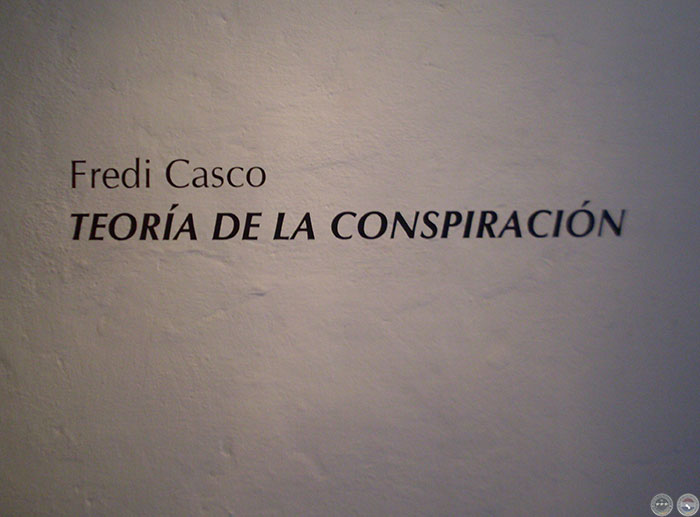 Fredi Casco
TEORÍA DE LA CONSPIRACIÓN